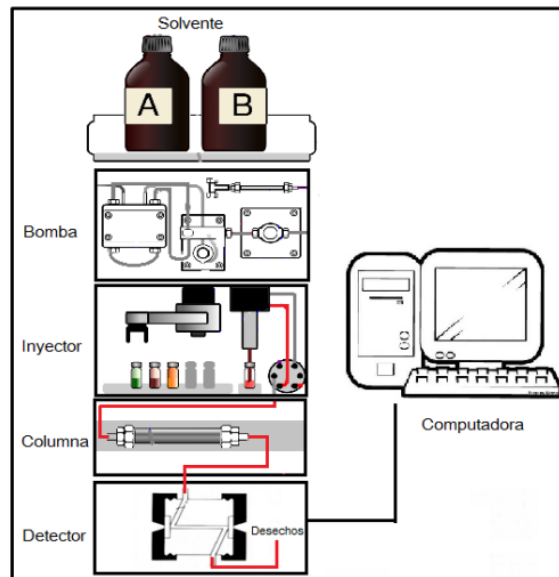 Solvente
A
B
Bomba
Inyector
Columna
Computadora
Detector
Desechos